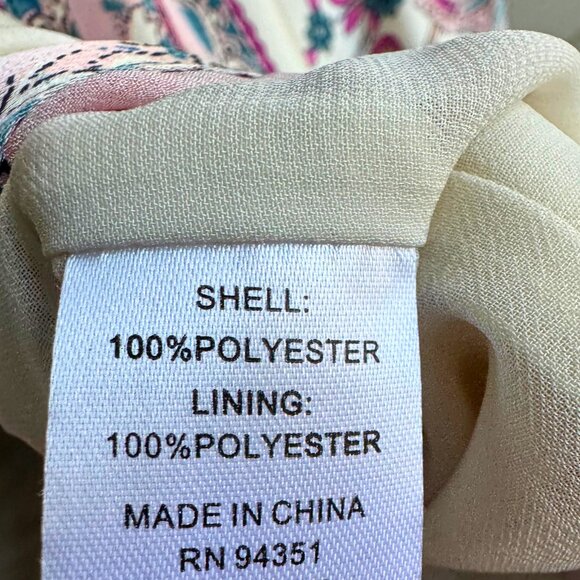 SHELL:
100%POLYESTER
LINING:
100%POLYESTER
MADE IN CHINA
RN 94351